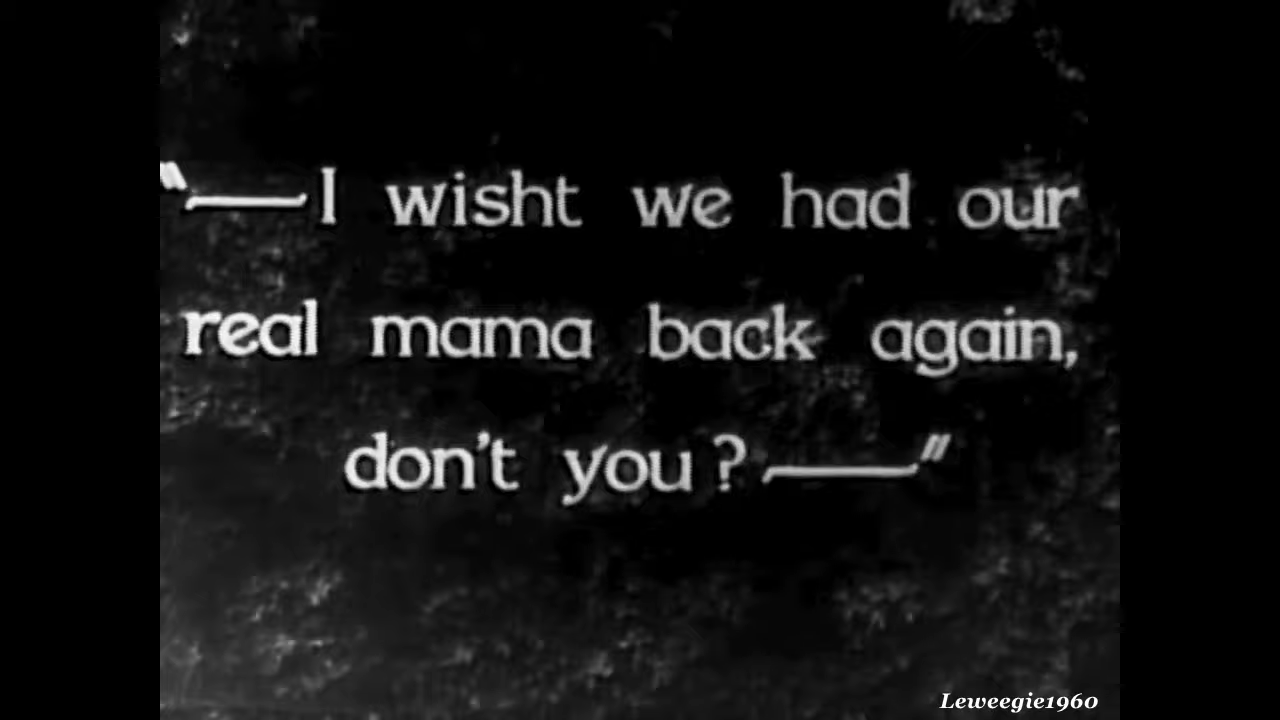 "—I wisht we had our
real mama back again,
don't you?—"
Leweegie1960